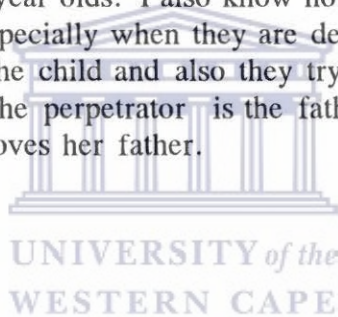 year olds. I also know no
pecially when they are de
he child and also they try
he perpetrator is the fath
oves her father.
UNIVERSITY of the
WESTERN CAPE